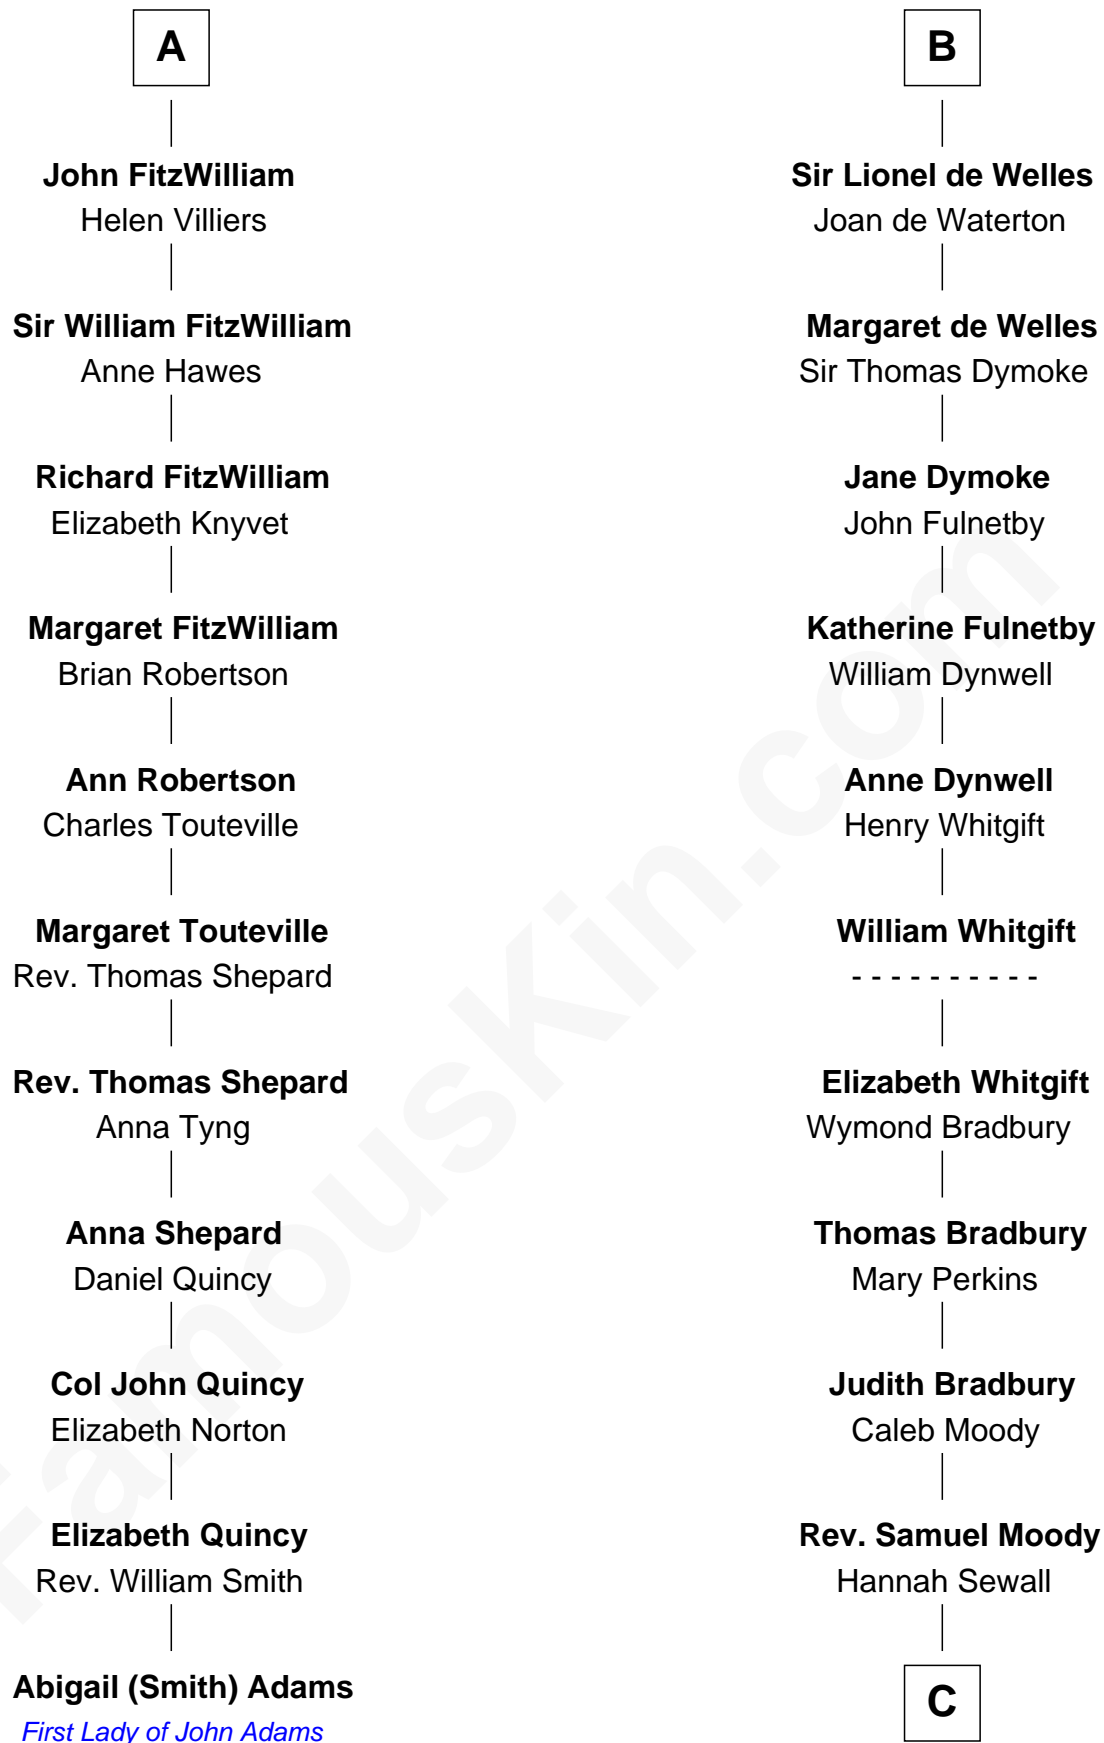 A
John FitzWilliam
Helen Villiers
Sir William FitzWilliam
Anne Hawes
Richard FitzWilliam
Elizabeth Knyvet
Margaret FitzWilliam
Brian Robertson
Ann Robertson
Charles Touteville
Margaret Touteville
Rev. Thomas Shepard
Rev. Thomas Shepard
Anna Tyng
Anna Shepard
Daniel Quincy
Col John Quincy
Elizabeth Norton
Elizabeth Quincy
Rev. William Smith
Abigail (Smith) Adams
First Lady of John Adams
B
Sir Lionel de Welles
Joan de Waterton
Margaret de Welles
Sir Thomas Dymoke
Jane Dymoke
John Fulnetby
Katherine Fulnetby
William Dynwell
Anne Dynwell
Henry Whitgift
William Whitgift
- - - - - - - - - -
Elizabeth Whitgift
Wymond Bradbury
Thomas Bradbury
Mary Perkins
Judith Bradbury
Caleb Moody
Rev. Samuel Moody
Hannah Sewall
C
FamousKin.com